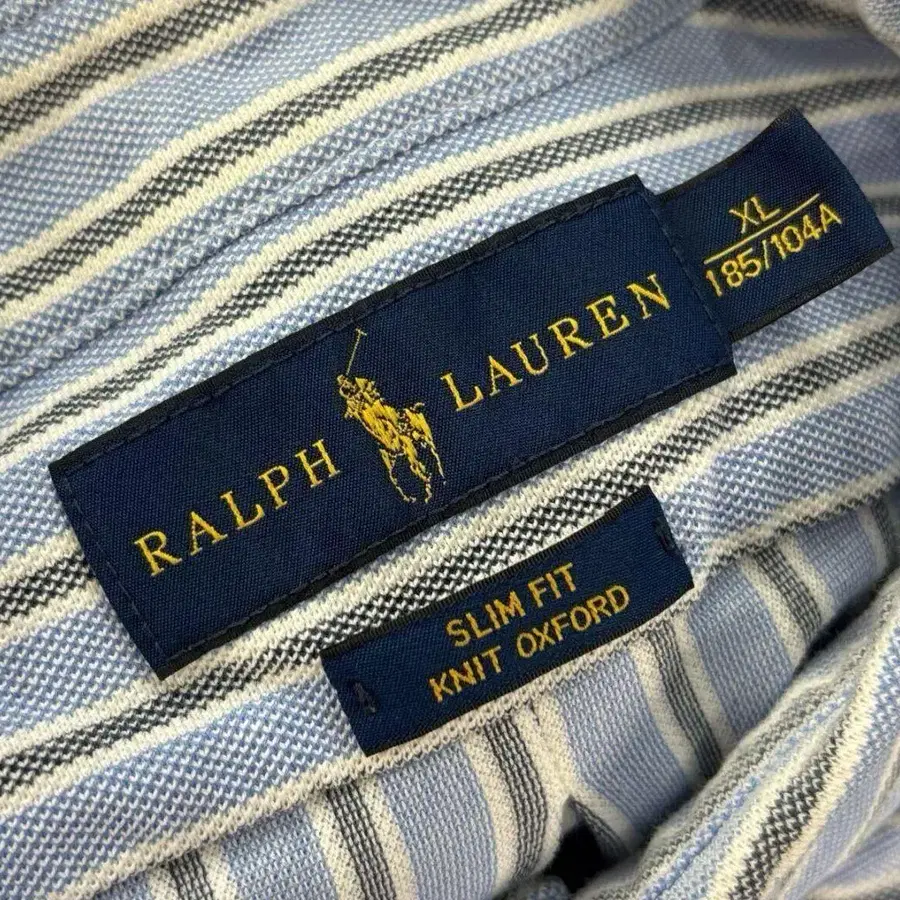 RALPH LAUREN
XL
185/104A
SLIM FIT
KNIT OXFORD